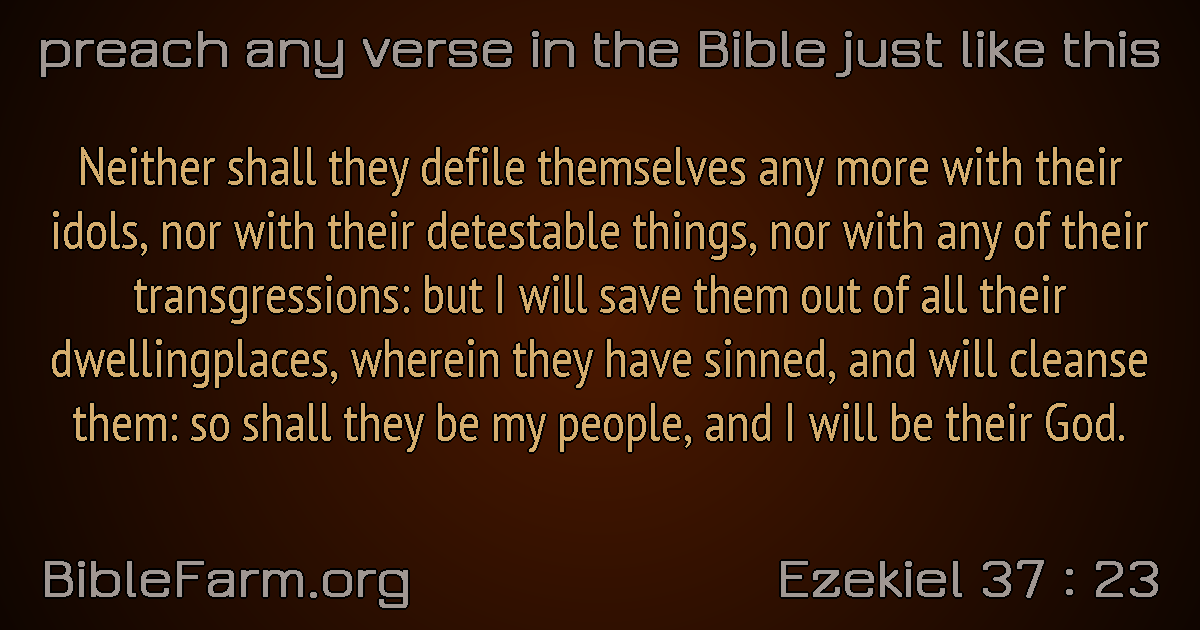 preach any verse in the Bible just like this
Neither shall they defile themselves any more with their
idols, nor with their detestable things, nor with any of their
transgressions: but I will save them out of all their
dwellingplaces, wherein they have sinned, and will cleanse
them: so shall they be my people, and I will be their God.
BibleFarm.org
Ezekiel 37 : 23